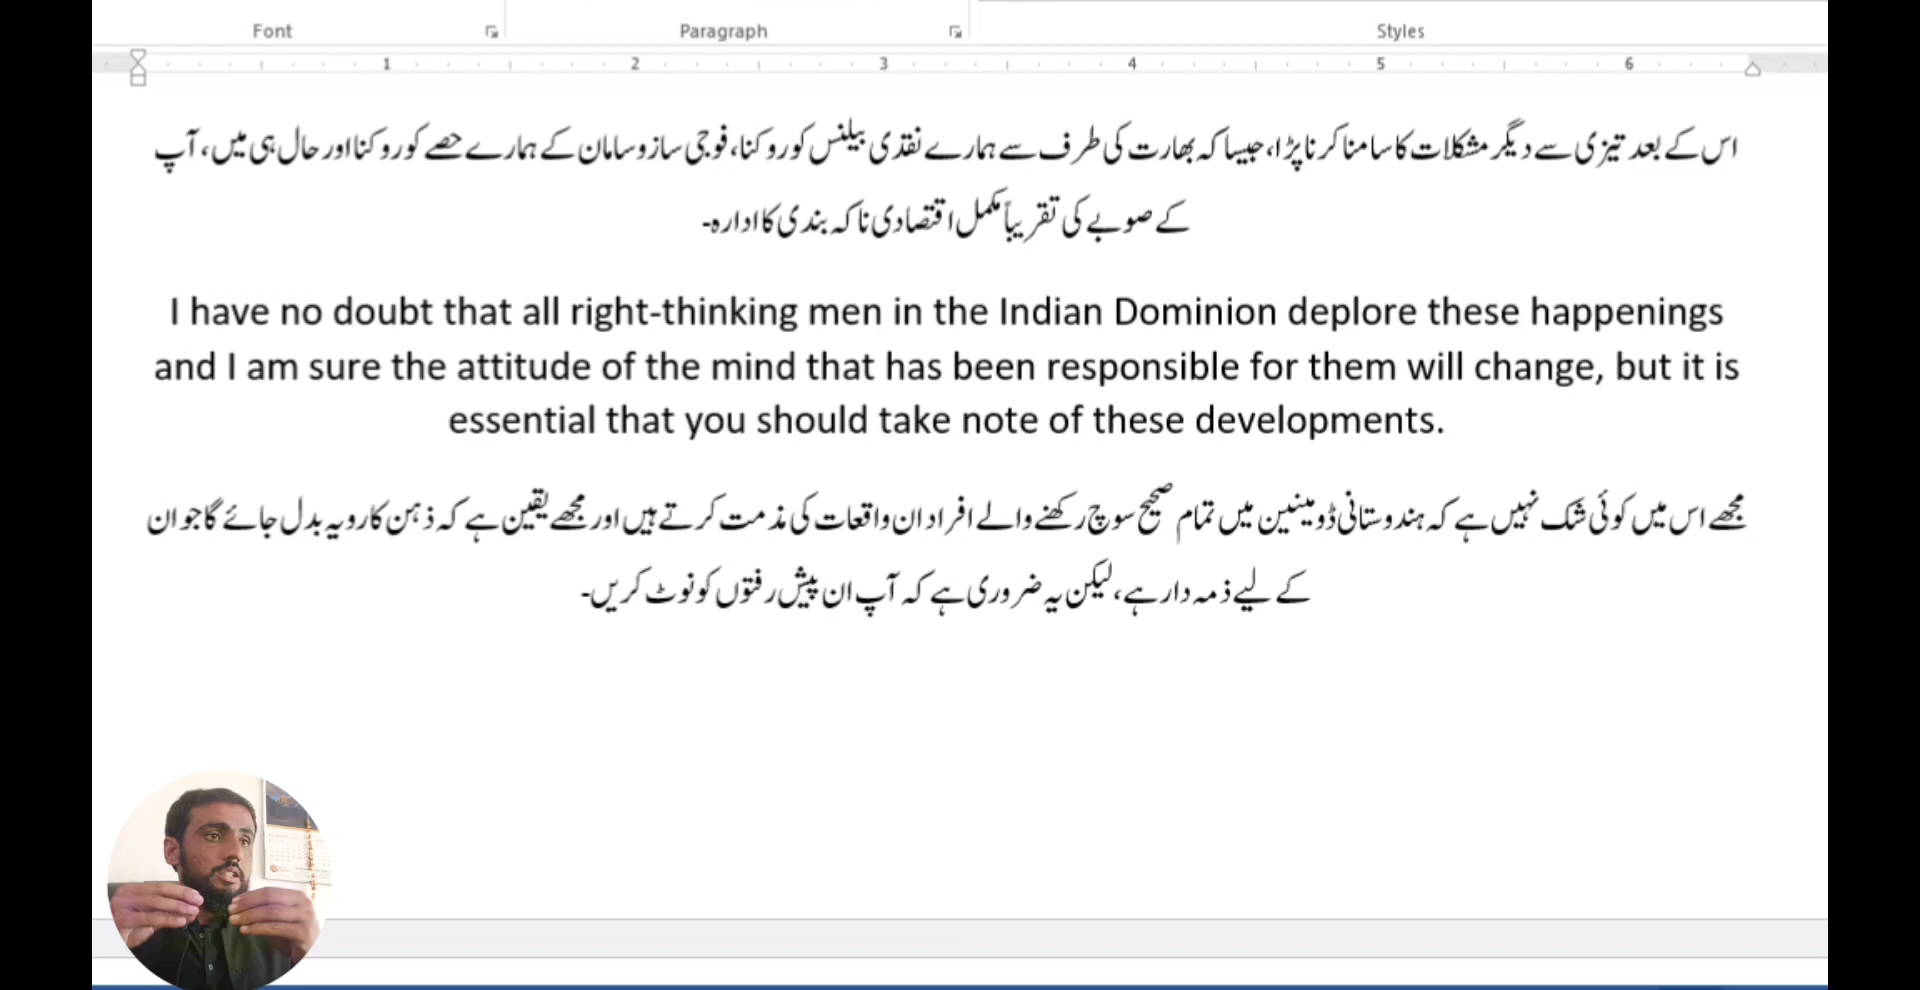 Font Paragraph Styles
1 2 3 4 5 6
اس کے بعد تیزی سے دیگر مشکلات کا سامنا کرنا پڑا، جیسا کہ بھارت کی طرف سے ہمارے نقدی بیلنس کو روکنا، فوجی سازوسامان کے ہمارے حصے کو روکنا اور حال ہی میں، آپ
کے صوبے کی تقریباً مکمل اقتصادی ناکہ بندی کا ادارہ-
I have no doubt that all right-thinking men in the Indian Dominion deplore these happenings
and I am sure the attitude of the mind that has been responsible for them will change, but it is
essential that you should take note of these developments.
مجھے اس میں کوئی شک نہیں ہے کہ ہندوستانی ڈومینین میں تمام صحیح سوچ رکھنے والے افراد ان واقعات کی مذمت کرتے ہیں اور مجھے یقین ہے کہ ذہن کا رویہ بدل جائے گا جو ان
کے لیے ذمہ دار ہے، لیکن یہ ضروری ہے کہ آپ ان پیش رفتوں کو نوٹ کریں-